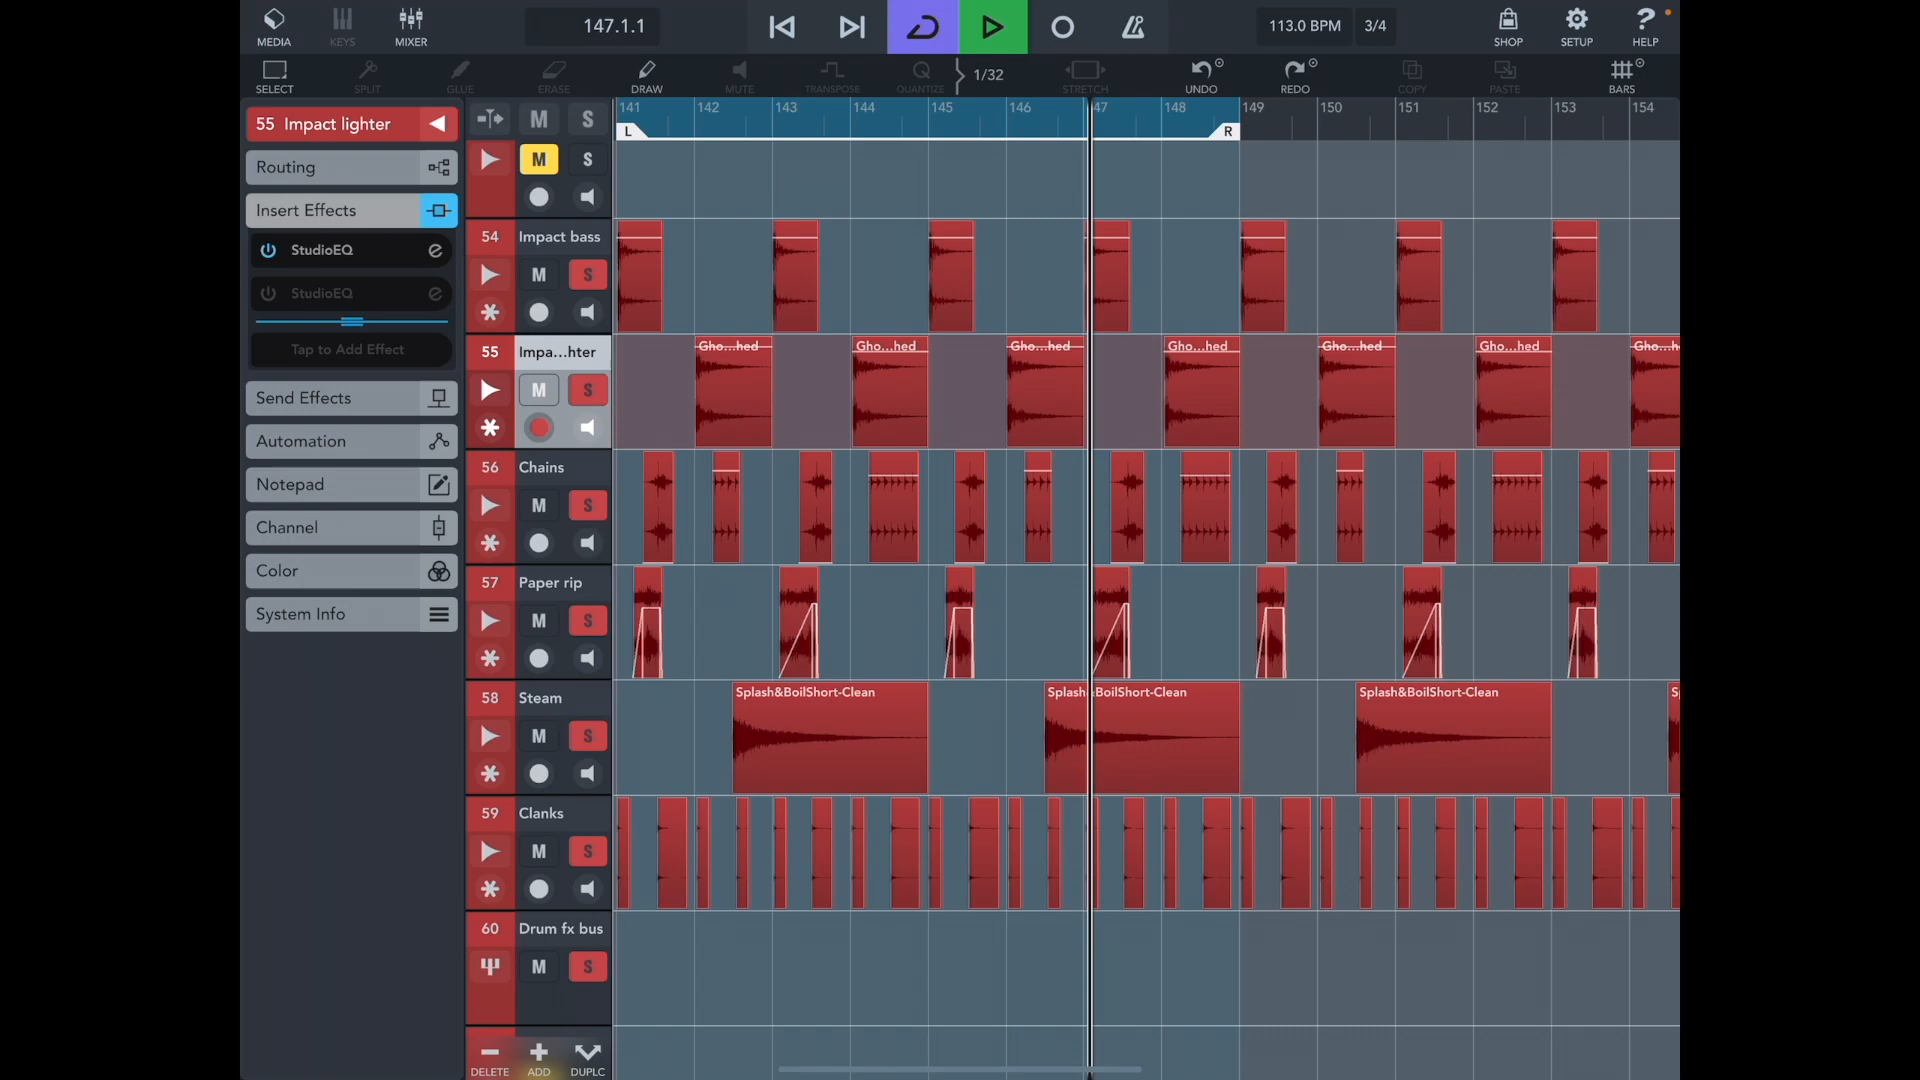 MEDIA
KEYS
MIXER
147.1.1
113.0 BPM
3/4
SHOP
SETUP
HELP
SELECT
SPLIT
GLUE
ERASE
DRAW
MUTE
TRANSPOSE
QUANTIZE
1/32
STRETCH
UNDO
REDO
COPY
PASTE
BARS
55 Impact lighter
Routing
Insert Effects
StudioEQ
StudioEQ
Tap to Add Effect
Send Effects
Automation
Notepad
Channel
Color
System Info
M S
141 142 143 144 145 146 47 148 149 150 151 152 153 154
L R
M S
54 Impact bass
M S
55 Impa...hter
M S
Gho...hed Gho...hed Gho...hed Gho...hed Gho...hed Gho...hed Gho...h
56 Chains
M S
57 Paper rip
M S
58 Steam
M S
Splash&BoilShort-Clean Splash&BoilShort-Clean Splash&BoilShort-Clean
59 Clanks
M S
60 Drum fx bus
M S
DELETE ADD DUPLC